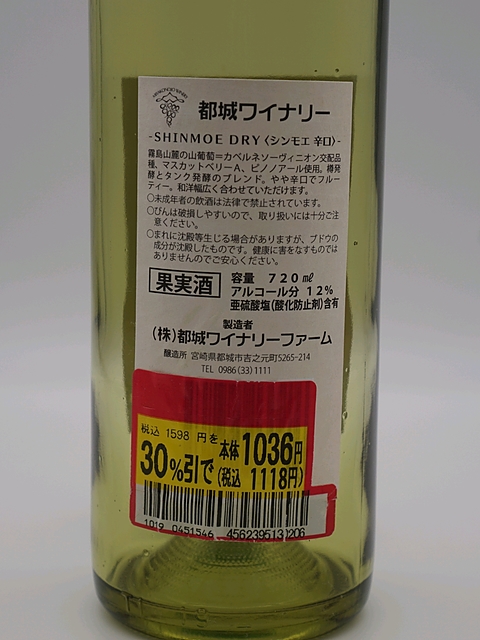 都城ワイナリー
-SHINMOE DRY〈シンモエ 辛口〉-
霧島山麓の山葡萄=カベルネソーヴィニオン交配品
種、マスカットベリーA、ピノノアール使用。樽発
酵とタンク発酵のブレンド。やや辛口でフルー
ティー。和洋幅広く合わせていただけます。
○未成年者の飲酒は法律で禁止されています。
○びんは破損しやすいので、取り扱いには十分ご注
意ください。
○まれに沈殿等生じる場合がありますが、ブドウの
成分が沈殿したものです。健康に害をなすものでは
ありませんのでご安心ください。
果実酒
容量 720㎖
アルコール分 12%
亜硫酸塩(酸化防止剤)含有
製造者
(株)都城ワイナリーファーム
醸造所 宮崎県都城市吉之元町5265-214
TEL 0986(33)1111
税込 1598 円を
30%引で
本体1036円
(税込 1118円)
1019 0451546 4562395130206